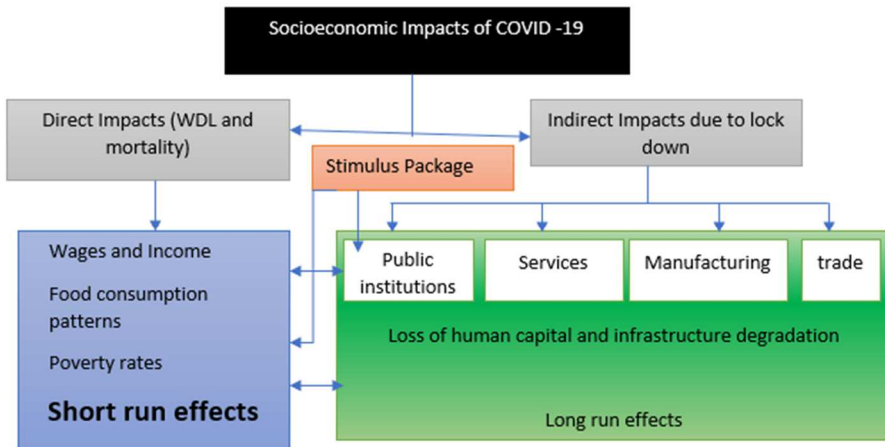 Socioeconomic Impacts of COVID -19
Direct Impacts (WDL and
mortality)
Indirect Impacts due to lock
down
Stimulus Package
Wages and Income
Food consumption
patterns
Poverty rates
Short run effects
Public
institutions
Services
Manufacturing
trade
Loss of human capital and infrastructure degradation
Long run effects